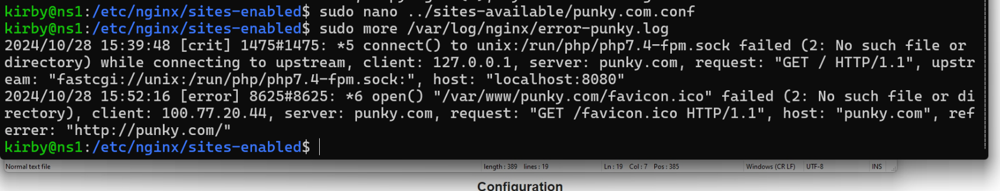 kirby@ns1:/etc/nginx/sites-enabled$ sudo nano ../sites-available/punky.com.conf
kirby@ns1:/etc/nginx/sites-enabled$ sudo more /var/log/nginx/error-punky.log
2024/10/28 15:39:48 [crit] 1475#1475: *5 connect() to unix:/run/php/php7.4-fpm.sock failed (2: No such file or
directory) while connecting to upstream, client: 127.0.0.1, server: punky.com, request: "GET / HTTP/1.1", upstr
eam: "fastcgi://unix:/run/php/php7.4-fpm.sock:", host: "localhost:8080"
2024/10/28 15:52:16 [error] 8625#8625: *6 open() "/var/www/punky.com/favicon.ico" failed (2: No such file or di
rectory), client: 100.77.20.44, server: punky.com, request: "GET /favicon.ico HTTP/1.1", host: "punky.com", ref
errer: "http://punky.com/"
kirby@ns1:/etc/nginx/sites-enabled$
Normal text file length : 389 lines : 19 Ln : 19 Col : 7 Pos : 385 Windows (CR LF) UTF-8 INS
Configuration